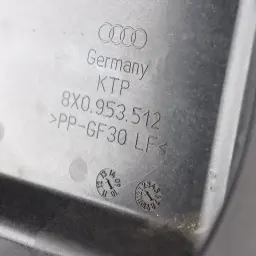 Germany
KTP
8X0.953.512
>PP-GF30 LF<